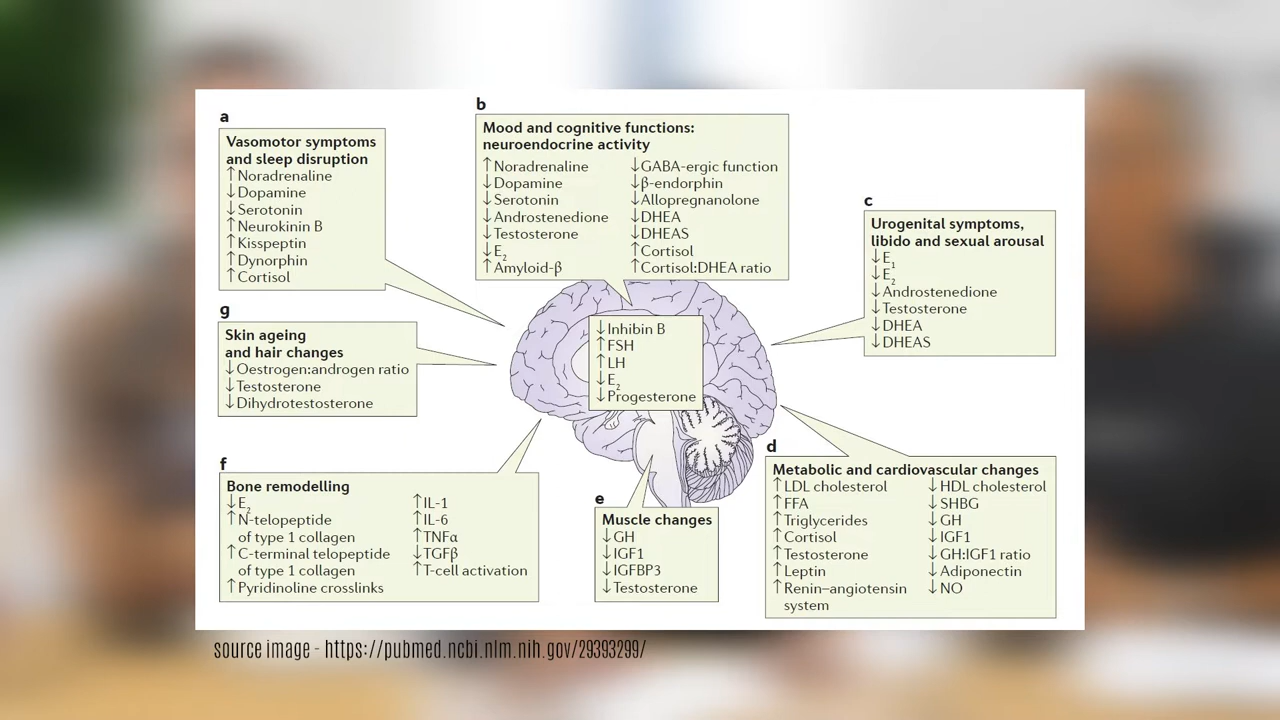 a
Vasomotor symptoms
and sleep disruption
↑Noradrenaline
↓Dopamine
↓Serotonin
↑Neurokinin B
↑Kisspeptin
↑Dynorphin
↑Cortisol
b
Mood and cognitive functions:
neuroendocrine activity
↑Noradrenaline
↓Dopamine
↓Serotonin
↓Androstenedione
↓Testosterone
↓E₂
↑Amyloid-β
↓GABA-ergic function
↓β-endorphin
↓Allopregnanolone
↓DHEA
↓DHEAS
↑Cortisol
↑Cortisol:DHEA ratio
c
Urogenital symptoms,
libido and sexual arousal
↓E₁
↓E₂
↓Androstenedione
↓Testosterone
↓DHEA
↓DHEAS
g
Skin ageing
and hair changes
↓Oestrogen:androgen ratio
↓Testosterone
↓Dihydrotestosterone
↓Inhibin B
↑FSH
↑LH
↓E₂
↓Progesterone
f
Bone remodelling
↓E₂
↑N-telopeptide
of type 1 collagen
↑C-terminal telopeptide
of type 1 collagen
↑Pyridinoline crosslinks
↑IL-1
↑IL-6
↑TNFα
↓TGFβ
↑T-cell activation
e
Muscle changes
↓GH
↓IGF1
↓IGFBP3
↓Testosterone
d
Metabolic and cardiovascular changes
↑LDL cholesterol
↑FFA
↑Triglycerides
↑Cortisol
↑Testosterone
↑Leptin
↑Renin–angiotensin
system
↓HDL cholesterol
↓SHBG
↓GH
↓IGF1
↓GH:IGF1 ratio
↓Adiponectin
↓NO
source image - https://pubmed.ncbi.nlm.nih.gov/29393299/